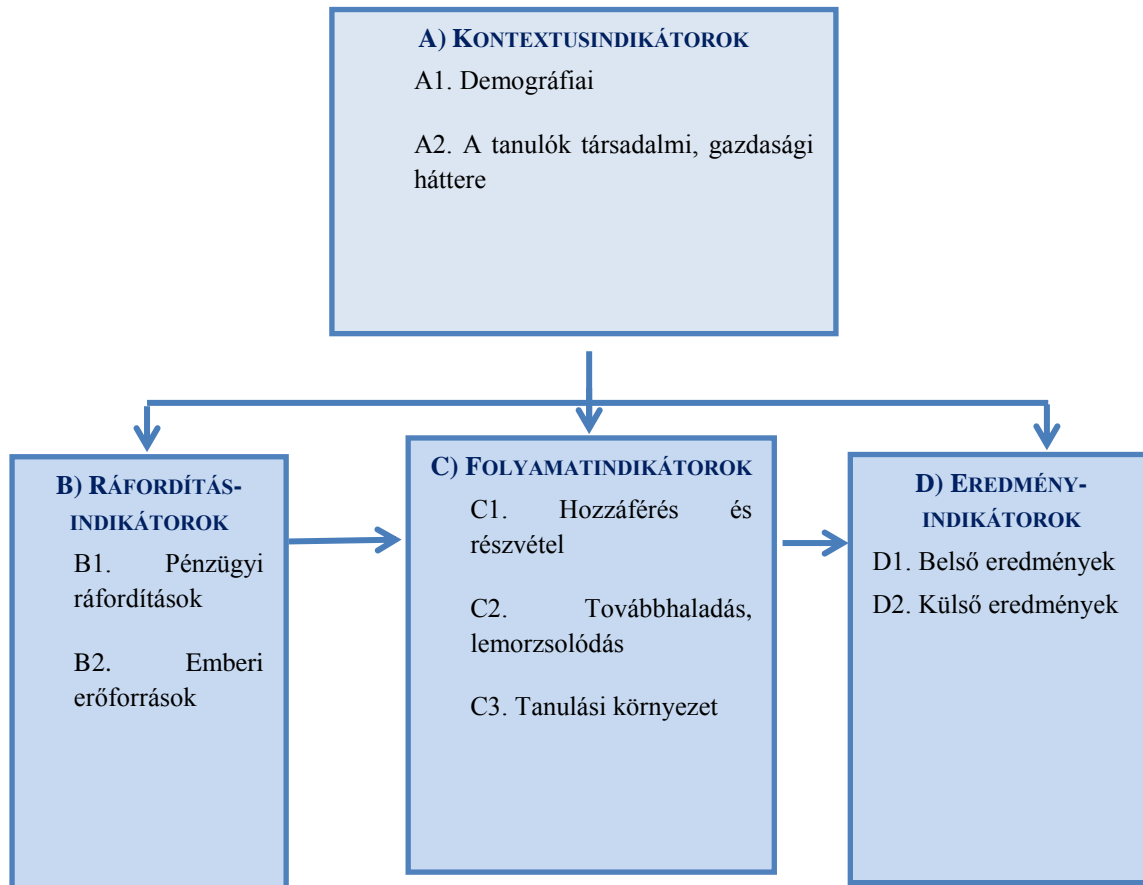 A) KONTEXTUSINDIKÁTOROK
A1. Demográfiai
A2. A tanulók társadalmi, gazdasági
háttere
B) RÁFORDÍTÁS-
INDIKÁTOROK
B1. Pénzügyi
ráfordítások
B2. Emberi
erőforrások
C) FOLYAMATINDIKÁTOROK
C1. Hozzáférés és
részvétel
C2. Továbbhaladás,
lemorzsolódás
C3. Tanulási környezet
D) EREDMÉNY-
INDIKÁTOROK
D1. Belső eredmények
D2. Külső eredmények